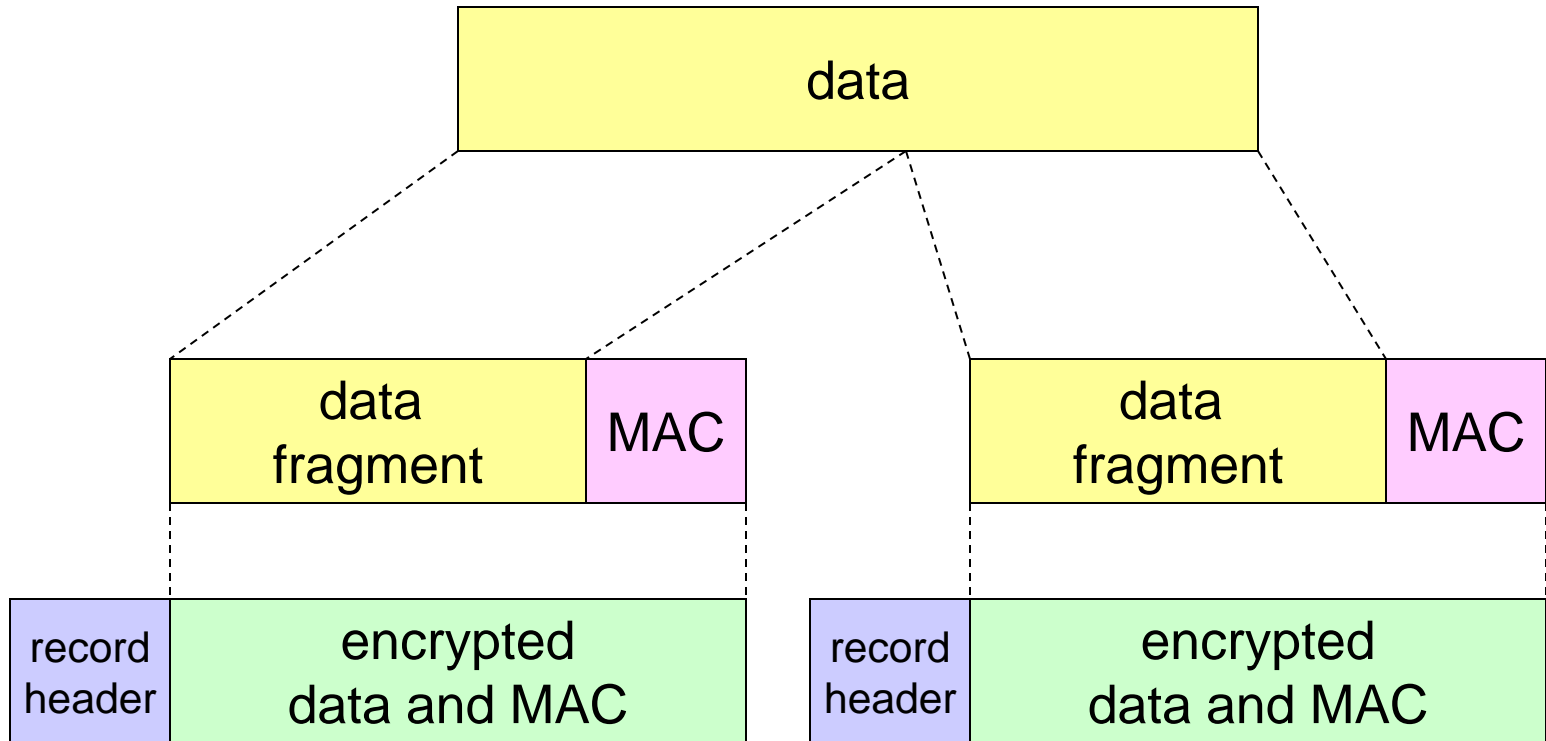 data
data
fragment
MAC
data
fragment
MAC
record
header
encrypted
data and MAC
record
header
encrypted
data and MAC